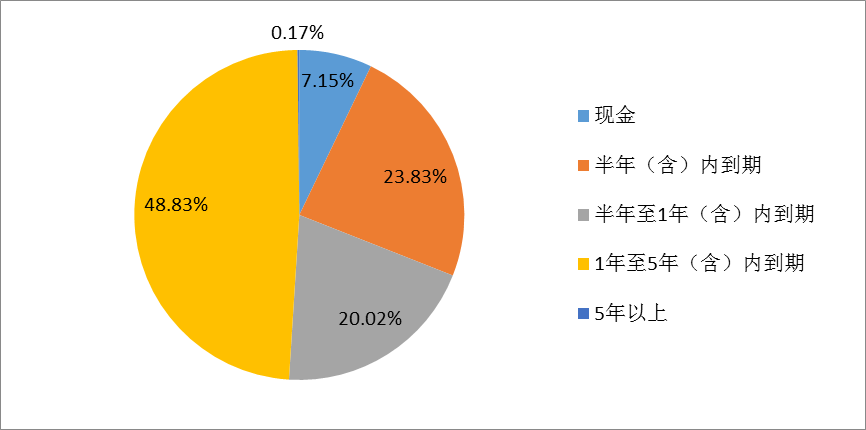 0.17%
7.15%
23.83%
48.83%
20.02%
现金
半年（含）内到期
半年至1年（含）内到期
1年至5年（含）内到期
5年以上